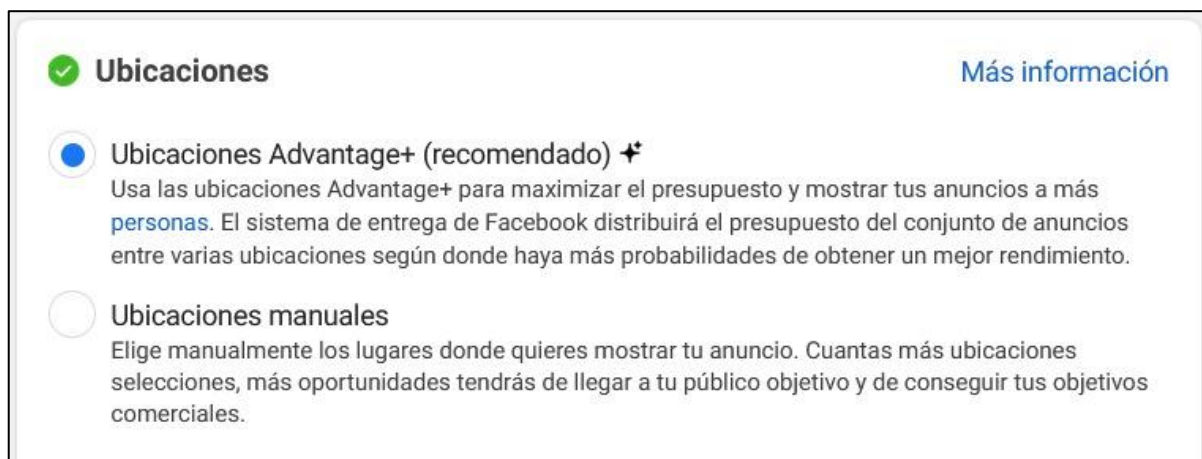 Ubicaciones
Más información
Ubicaciones Advantage+ (recomendado)
Usa las ubicaciones Advantage+ para maximizar el presupuesto y mostrar tus anuncios a más
personas. El sistema de entrega de Facebook distribuirá el presupuesto del conjunto de anuncios
entre varias ubicaciones según donde haya más probabilidades de obtener un mejor rendimiento.
Ubicaciones manuales
Elige manualmente los lugares donde quieres mostrar tu anuncio. Cuantas más ubicaciones
selecciones, más oportunidades tendrás de llegar a tu público objetivo y de conseguir tus objetivos
comerciales.